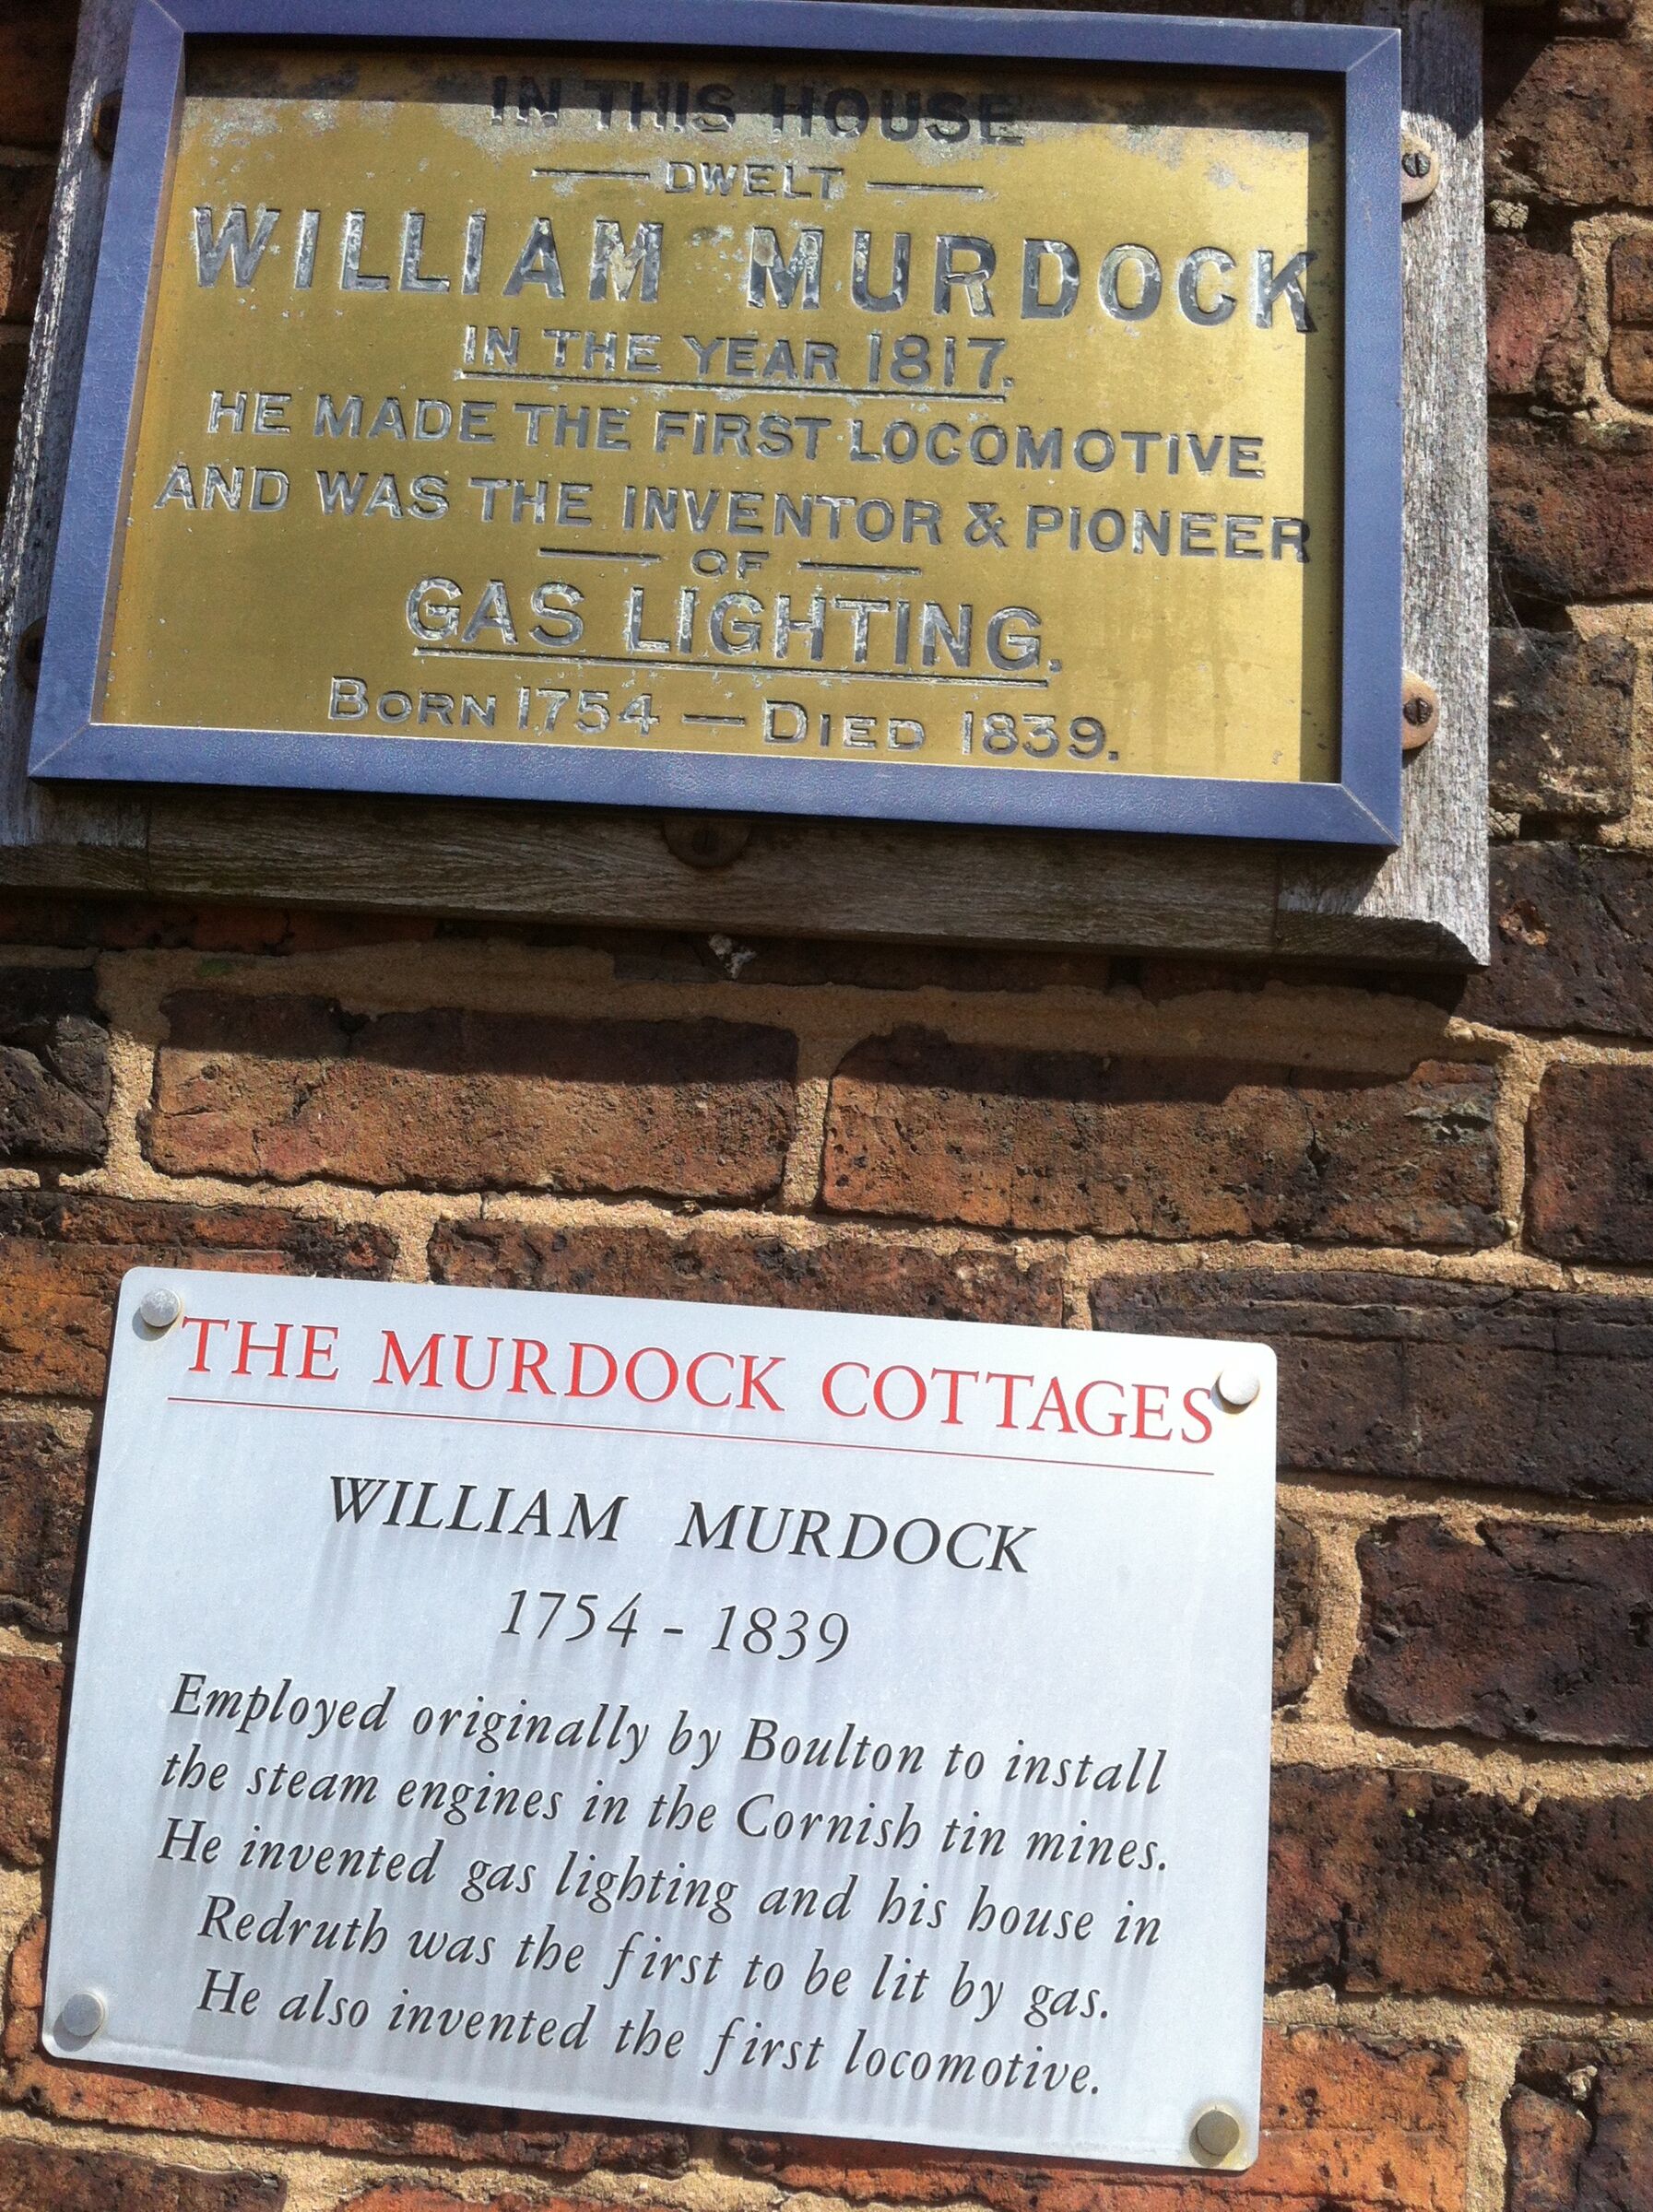 IN THIS HOUSE
DWELT
WILLIAM MURDOCK
IN THE YEAR 1817.
HE MADE THE FIRST LOCOMOTIVE
AND WAS THE INVENTOR & PIONEER
OF
GAS LIGHTING.
BORN 1754 — DIED 1839.
THE MURDOCK COTTAGES
WILLIAM MURDOCK
1754 - 1839
Employed originally by Boulton to install
the steam engines in the Cornish tin mines.
He invented gas lighting and his house in
Redruth was the first to be lit by gas.
He also invented the first locomotive.